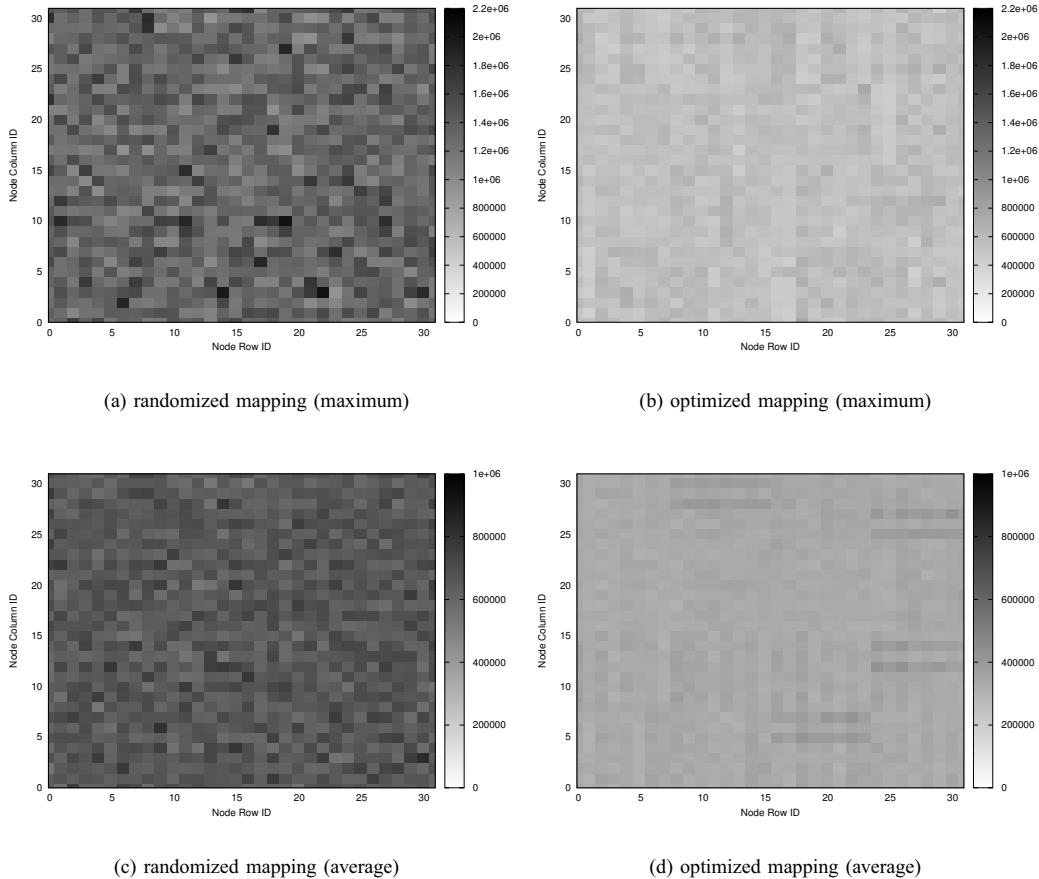 2.2e+06
2e+06
1.8e+06
1.6e+06
1.4e+06
1.2e+06
1e+06
800000
600000
400000
200000
0
30
25
20
15
10
5
0
Node Column ID
0 5 10 15 20 25 30
Node Row ID
(a) randomized mapping (maximum)
2.2e+06
2e+06
1.8e+06
1.6e+06
1.4e+06
1.2e+06
1e+06
800000
600000
400000
200000
0
30
25
20
15
10
5
0
Node Column ID
0 5 10 15 20 25 30
Node Row ID
(b) optimized mapping (maximum)
1e+06
800000
600000
400000
200000
0
30
25
20
15
10
5
0
Node Column ID
0 5 10 15 20 25 30
Node Row ID
(c) randomized mapping (average)
1e+06
800000
600000
400000
200000
0
30
25
20
15
10
5
0
Node Column ID
0 5 10 15 20 25 30
Node Row ID
(d) optimized mapping (average)